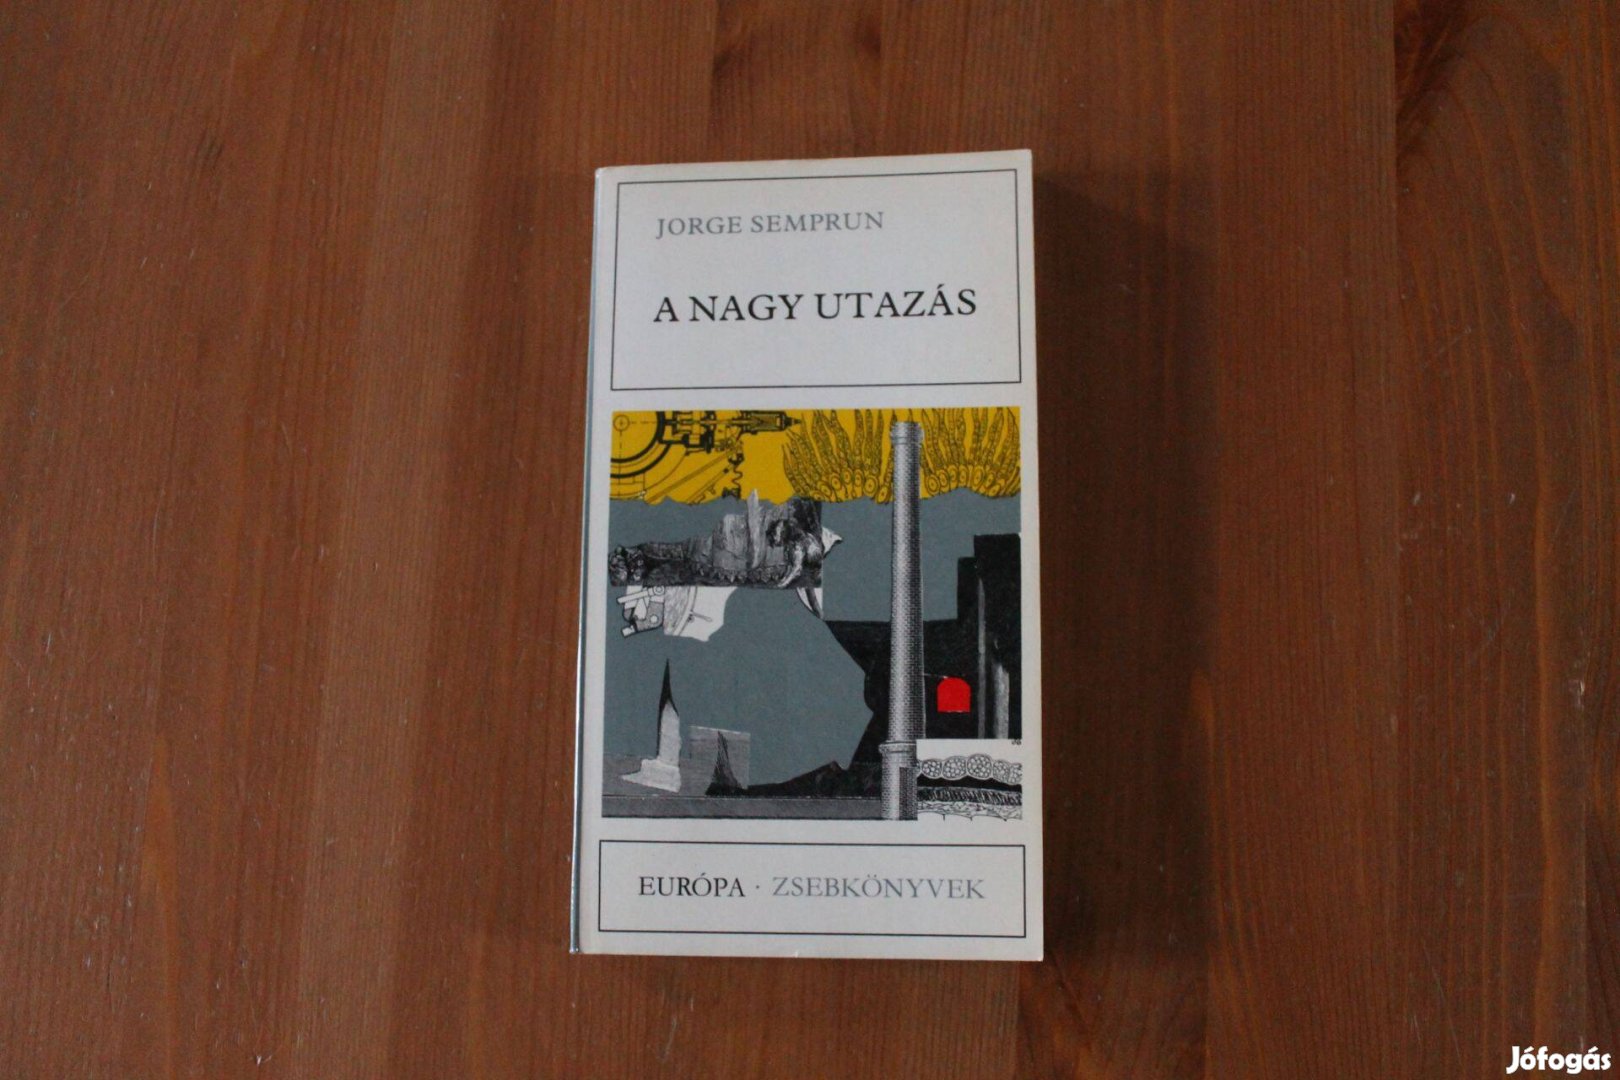 JORGE SEMPRUN
A NAGY UTAZÁS
EURÓPA · ZSEBKÖNYVEK
Jófogás